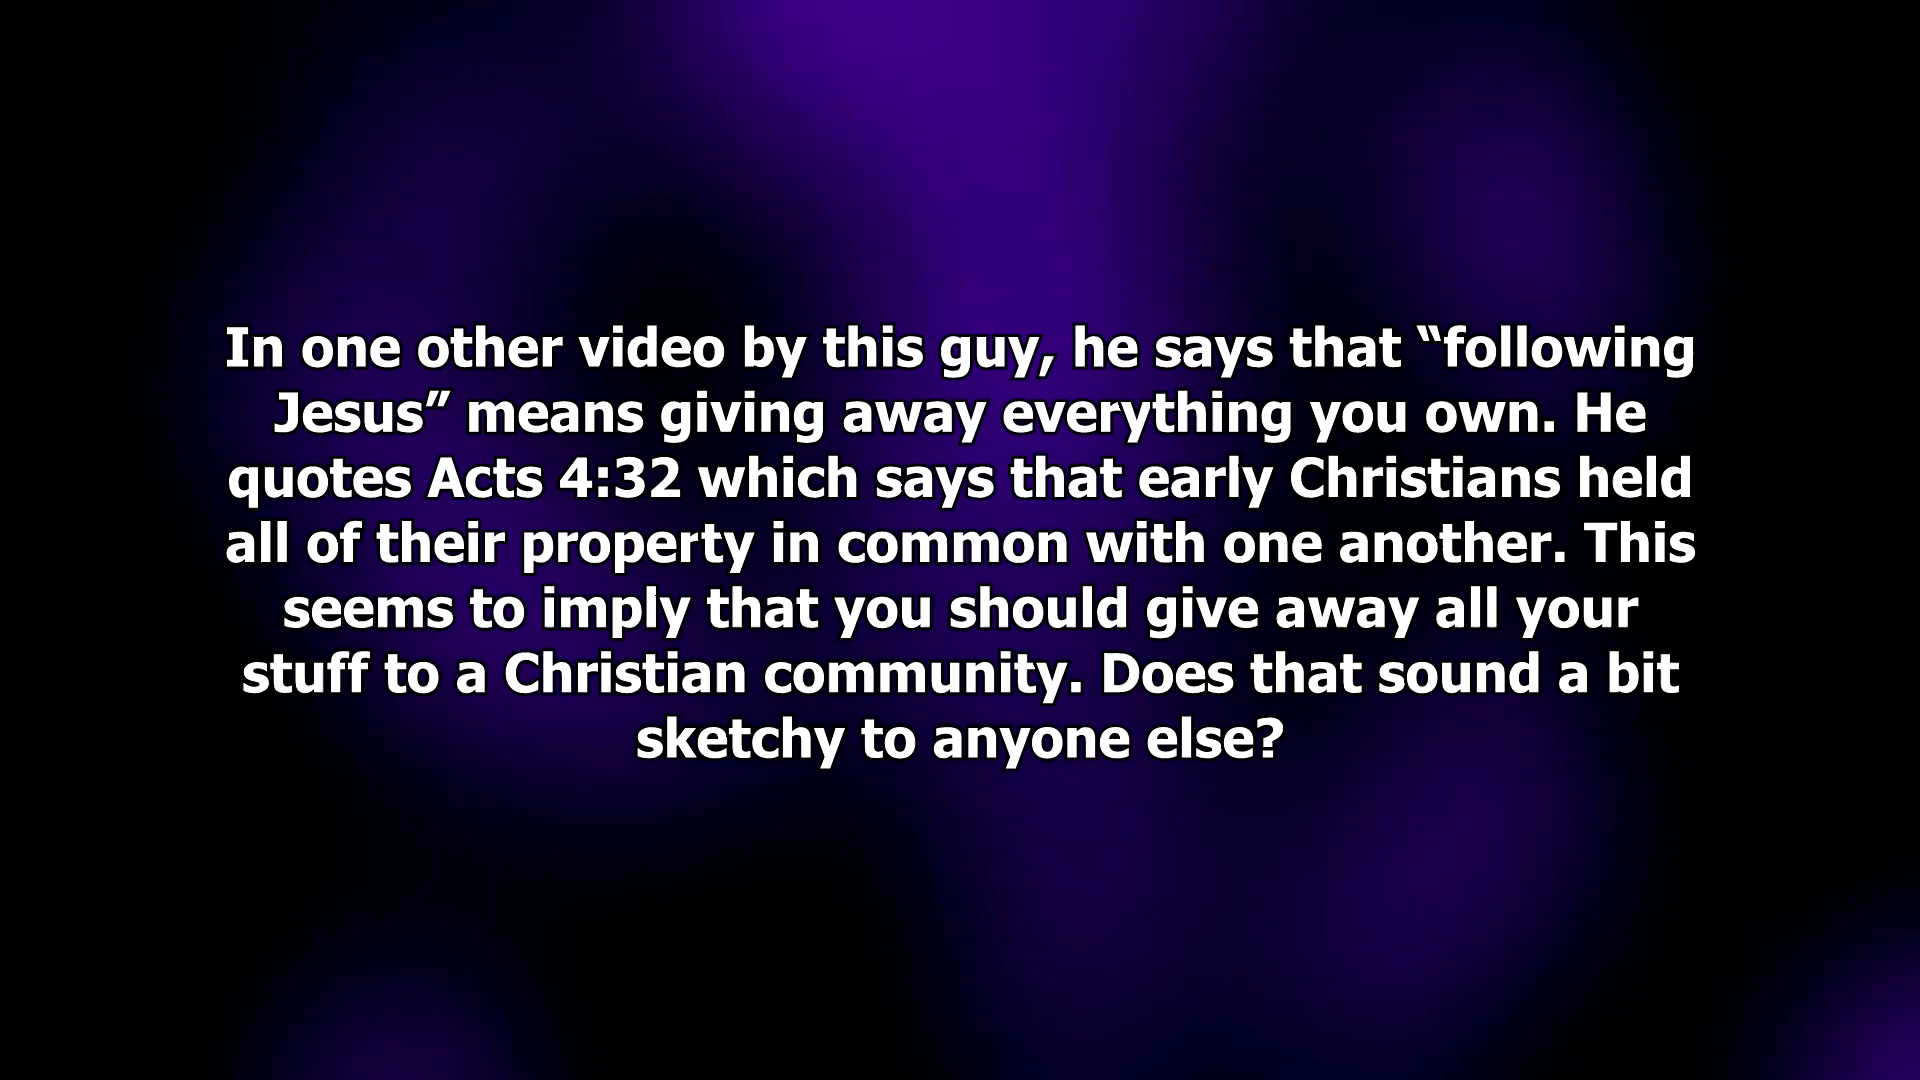 In one other video by this guy, he says that “following
Jesus” means giving away everything you own. He
quotes Acts 4:32 which says that early Christians held
all of their property in common with one another. This
seems to imply that you should give away all your
stuff to a Christian community. Does that sound a bit
sketchy to anyone else?